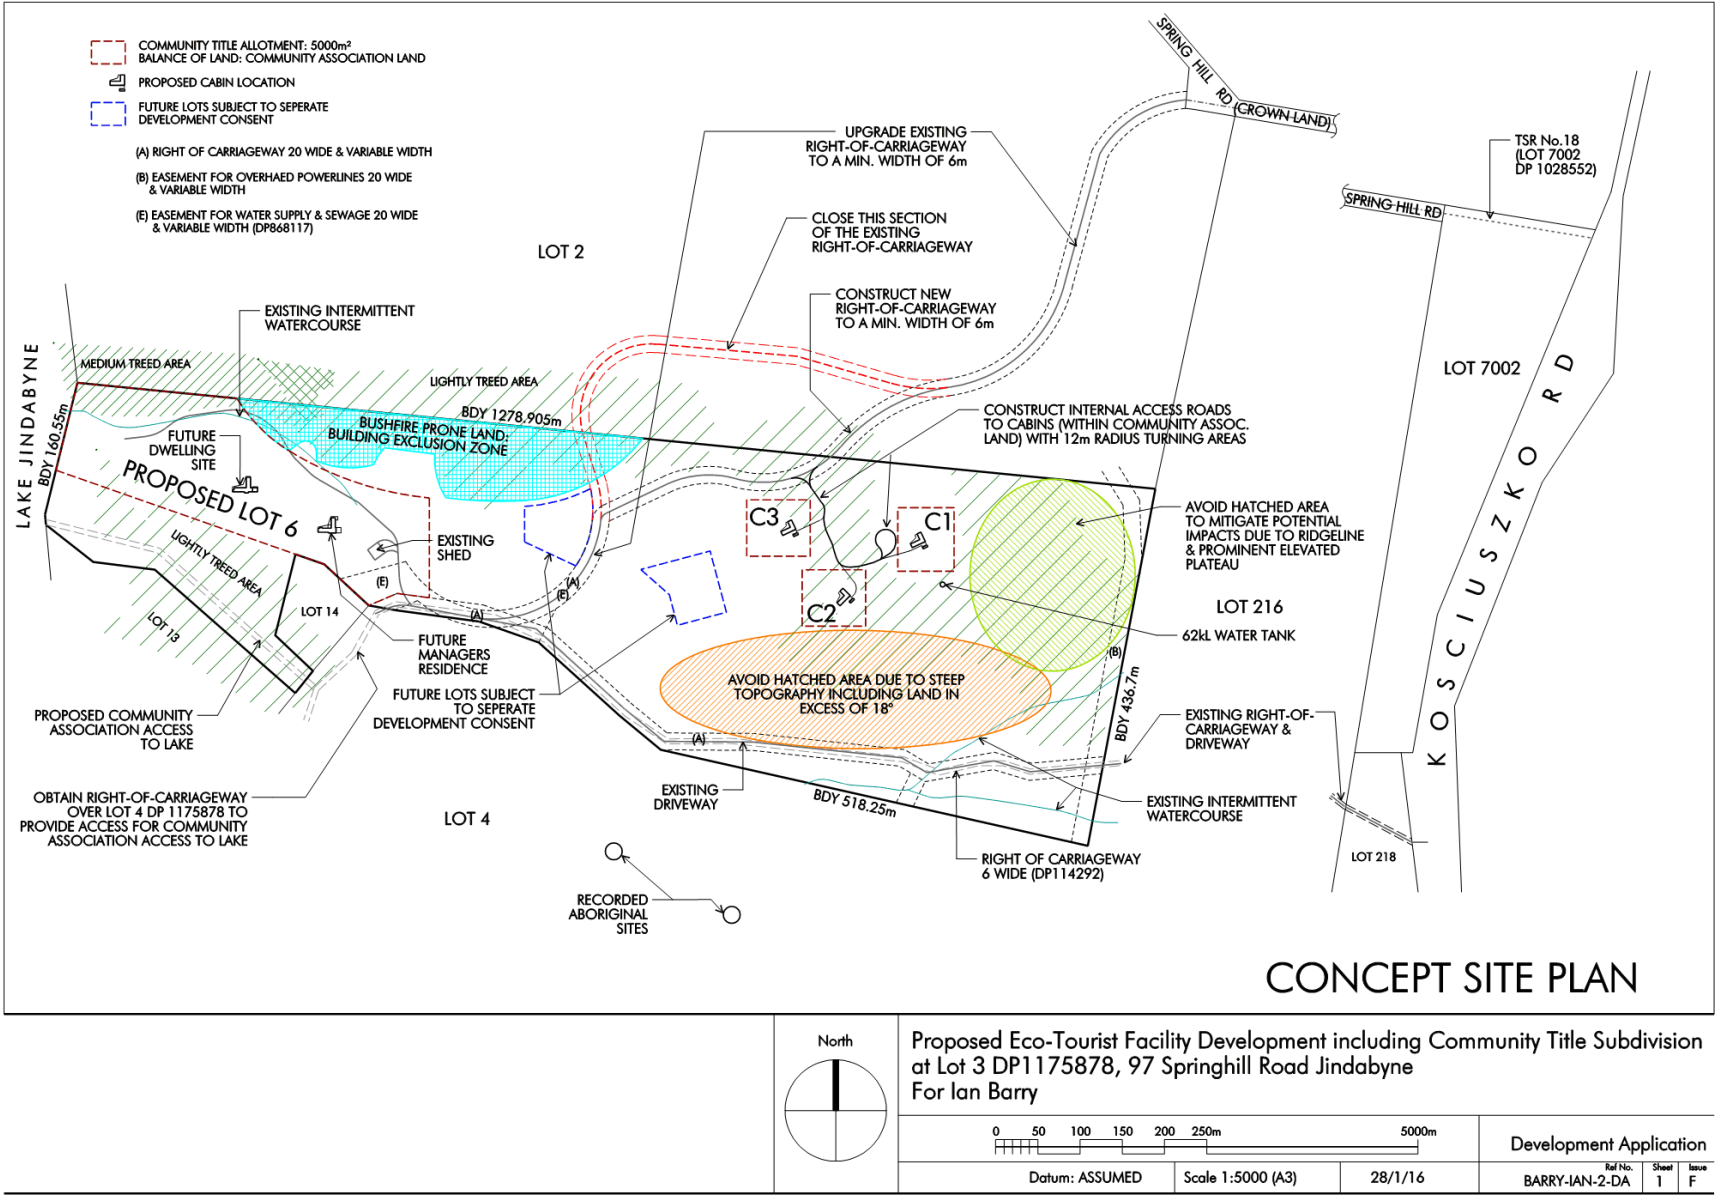 COMMUNITY TITLE ALLOTMENT: 5000m²
BALANCE OF LAND: COMMUNITY ASSOCIATION LAND
PROPOSED CABIN LOCATION
FUTURE LOTS SUBJECT TO SEPERATE
DEVELOPMENT CONSENT
(A) RIGHT OF CARRIAGEWAY 20 WIDE & VARIABLE WIDTH
(B) EASEMENT FOR OVERHAED POWERLINES 20 WIDE
& VARIABLE WIDTH
(E) EASEMENT FOR WATER SUPPLY & SEWAGE 20 WIDE
& VARIABLE WIDTH (DP868117)
SPRING HILL RD (CROWN LAND)
UPGRADE EXISTING
RIGHT-OF-CARRIAGEWAY
TO A MIN. WIDTH OF 6m
TSR No.18
(LOT 7002
DP 1028552)
SPRING HILL RD
CLOSE THIS SECTION
OF THE EXISTING
RIGHT-OF-CARRIAGEWAY
LOT 2
CONSTRUCT NEW
RIGHT-OF-CARRIAGEWAY
TO A MIN. WIDTH OF 6m
EXISTING INTERMITTENT
WATERCOURSE
LAKE JINDABYNE
MEDIUM TREED AREA
LIGHTLY TREED AREA
LOT 7002
KOSCIUSZKO RD
BDY 160.55m
BDY 1278.905m
BUSHFIRE PRONE LAND:
BUILDING EXCLUSION ZONE
CONSTRUCT INTERNAL ACCESS ROADS
TO CABINS (WITHIN COMMUNITY ASSOC.
LAND) WITH 12m RADIUS TURNING AREAS
FUTURE
DWELLING
SITE
PROPOSED LOT 6
C3
C1
C2
AVOID HATCHED AREA
TO MITIGATE POTENTIAL
IMPACTS DUE TO RIDGELINE
& PROMINENT ELEVATED
PLATEAU
EXISTING
SHED
LIGHTLY TREED AREA
(E)
(A)
(E)
(A)
LOT 216
62kL WATER TANK
LOT 14
LOT 13
FUTURE
MANAGERS
RESIDENCE
(B)
AVOID HATCHED AREA DUE TO STEEP
TOPOGRAPHY INCLUDING LAND IN
EXCESS OF 18°
BDY 436.7m
FUTURE LOTS SUBJECT
TO SEPERATE
DEVELOPMENT CONSENT
PROPOSED COMMUNITY
ASSOCIATION ACCESS
TO LAKE
EXISTING RIGHT-OF-
CARRIAGEWAY &
DRIVEWAY
(A)
EXISTING
DRIVEWAY
BDY 518.25m
EXISTING INTERMITTENT
WATERCOURSE
OBTAIN RIGHT-OF-CARRIAGEWAY
OVER LOT 4 DP 1175878 TO
PROVIDE ACCESS FOR COMMUNITY
ASSOCIATION ACCESS TO LAKE
LOT 4
RIGHT OF CARRIAGEWAY
6 WIDE (DP114292)
LOT 218
RECORDED
ABORIGINAL
SITES
CONCEPT SITE PLAN
North
Proposed Eco-Tourist Facility Development including Community Title Subdivision
at Lot 3 DP1175878, 97 Springhill Road Jindabyne
For Ian Barry
0 50 100 150 200 250m 5000m
Development Application
Datum: ASSUMED
Scale 1:5000 (A3)
28/1/16
Ref No. Sheet Issue
BARRY-IAN-2-DA 1 F